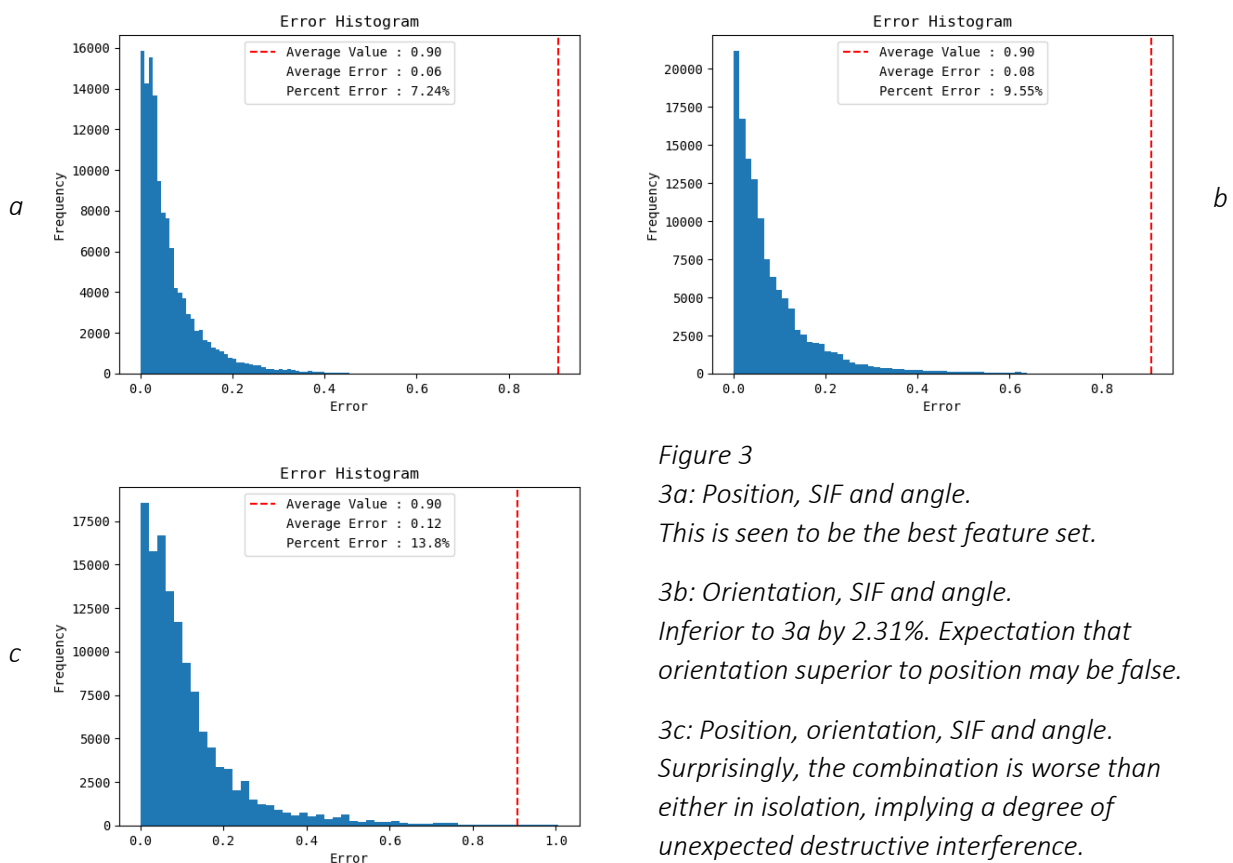 Error Histogram
Average Value : 0.90
Average Error : 0.06
Percent Error : 7.24%
16000
14000
12000
10000
8000
6000
4000
2000
0
Frequency
0.0 0.2 0.4 0.6 0.8
Error
a
Error Histogram
Average Value : 0.90
Average Error : 0.08
Percent Error : 9.55%
20000
17500
15000
12500
10000
7500
5000
2500
0
Frequency
0.0 0.2 0.4 0.6 0.8
Error
b
Error Histogram
Average Value : 0.90
Average Error : 0.12
Percent Error : 13.8%
17500
15000
12500
10000
7500
5000
2500
0
Frequency
0.0 0.2 0.4 0.6 0.8 1.0
Error
c
Figure 3
3a: Position, SIF and angle.
This is seen to be the best feature set.
3b: Orientation, SIF and angle.
Inferior to 3a by 2.31%. Expectation that
orientation superior to position may be false.
3c: Position, orientation, SIF and angle.
Surprisingly, the combination is worse than
either in isolation, implying a degree of
unexpected destructive interference.